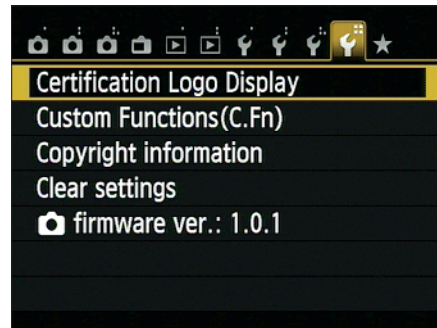 Certification Logo Display
Custom Functions(C.Fn)
Copyright information
Clear settings
firmware ver.: 1.0.1